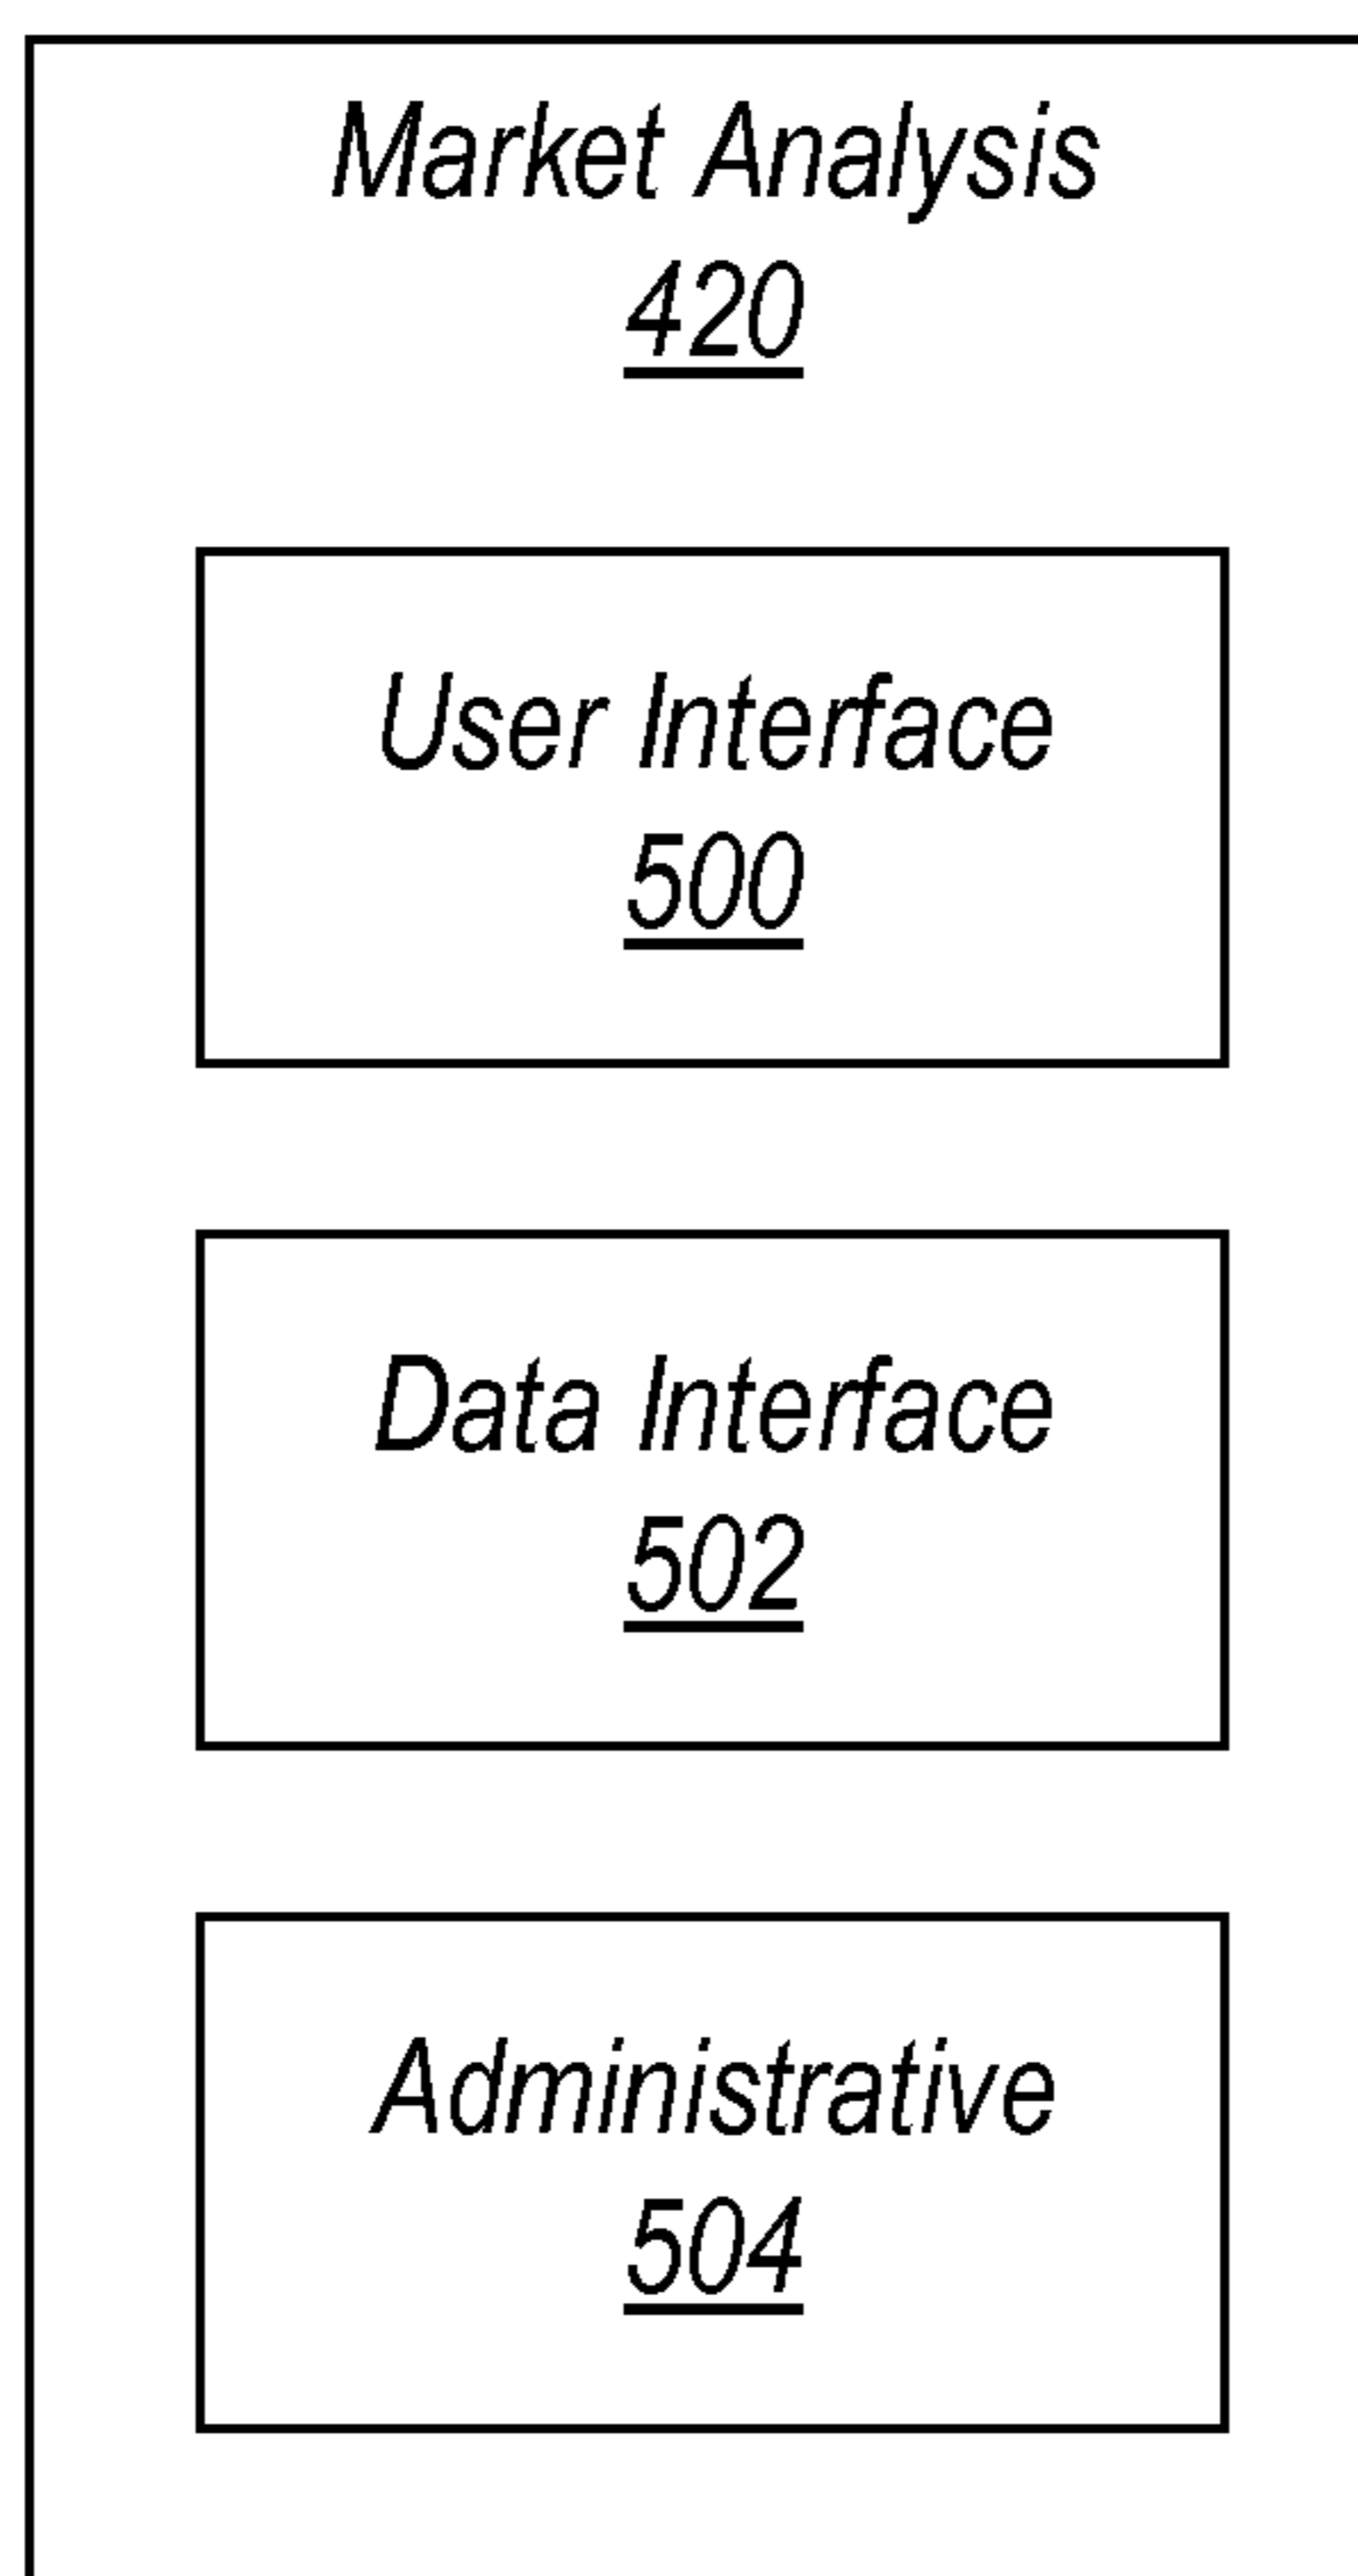 Market Analysis
420
User Interface
500
Data Interface
502
Administrative
504